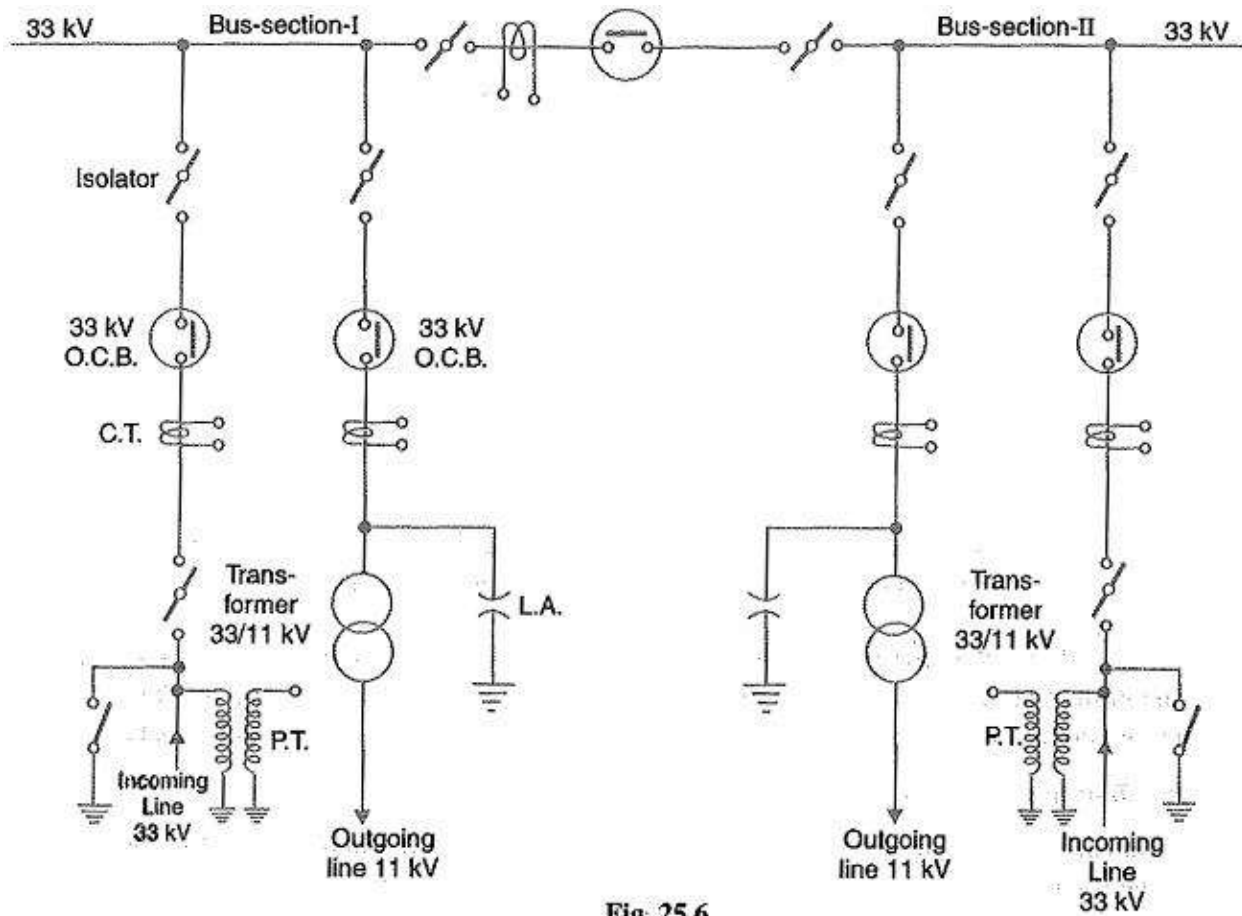 33 kV
Bus-section-I
Bus-section-II
33 kV
Isolator
33 kV
O.C.B.
33 kV
O.C.B.
C.T.
Trans-
former
33/11 kV
L.A.
Trans-
former
33/11 kV
P.T.
P.T.
Incoming
Line
33 kV
Outgoing
line 11 kV
Outgoing
line 11 kV
Incoming
Line
33 kV
Fig. 25.6